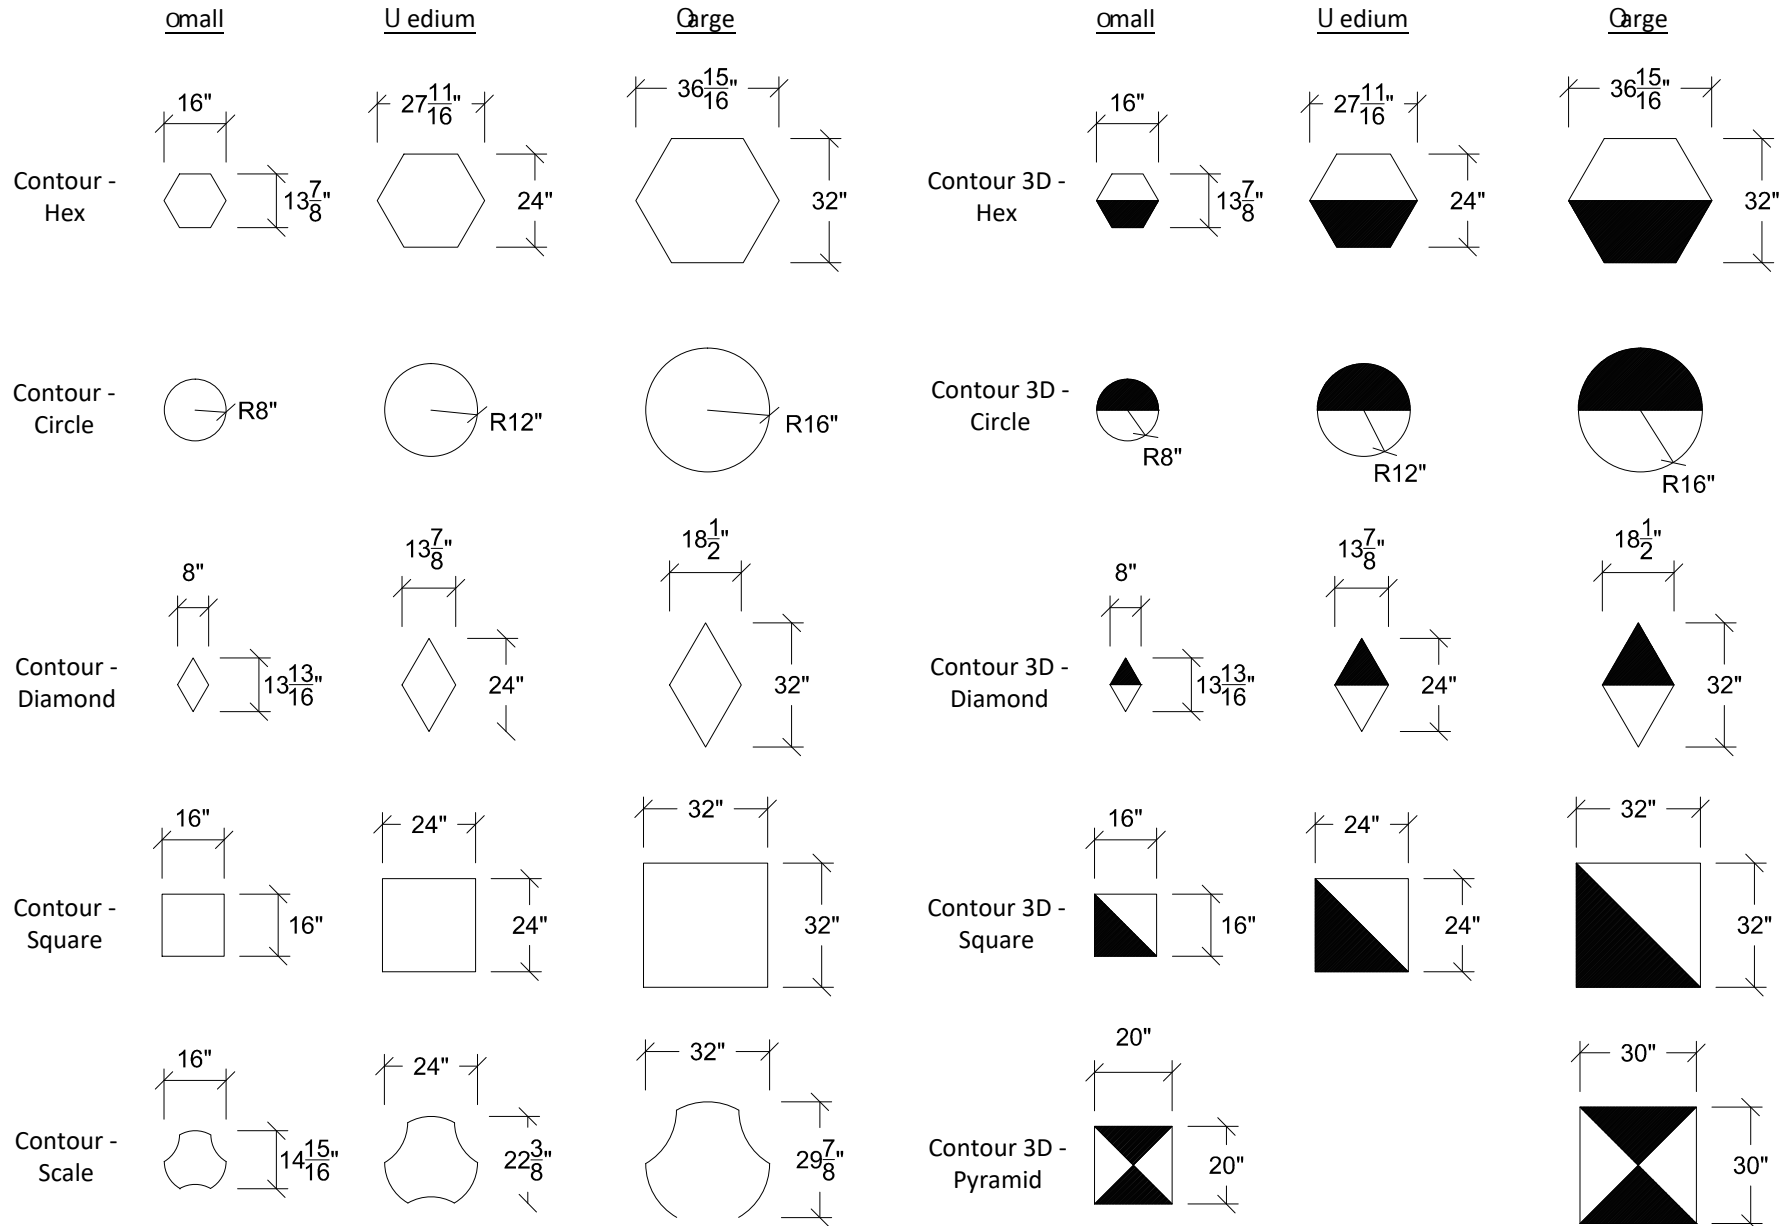 omall U edium Oarge omall U edium Oarge
16" 27 11/16" 36 15/16" 16" 27 11/16" 36 15/16"
Contour -
Hex
13 7/8" 24" 32"
Contour 3D -
Hex
13 7/8" 24" 32"
Contour -
Circle
R8" R12" R16"
Contour 3D -
Circle
R8" R12" R16"
8" 13 7/8" 18 1/2" 8" 13 7/8" 18 1/2"
Contour -
Diamond
13 13/16" 24" 32"
Contour 3D -
Diamond
13 13/16" 24" 32"
16" 24" 32" 16" 24" 32"
Contour -
Square
16" 24" 32"
Contour 3D -
Square
16" 24" 32"
16" 24" 32" 20" 30"
Contour -
Scale
14 15/16" 22 3/8" 29 7/8"
Contour 3D -
Pyramid
20" 30"